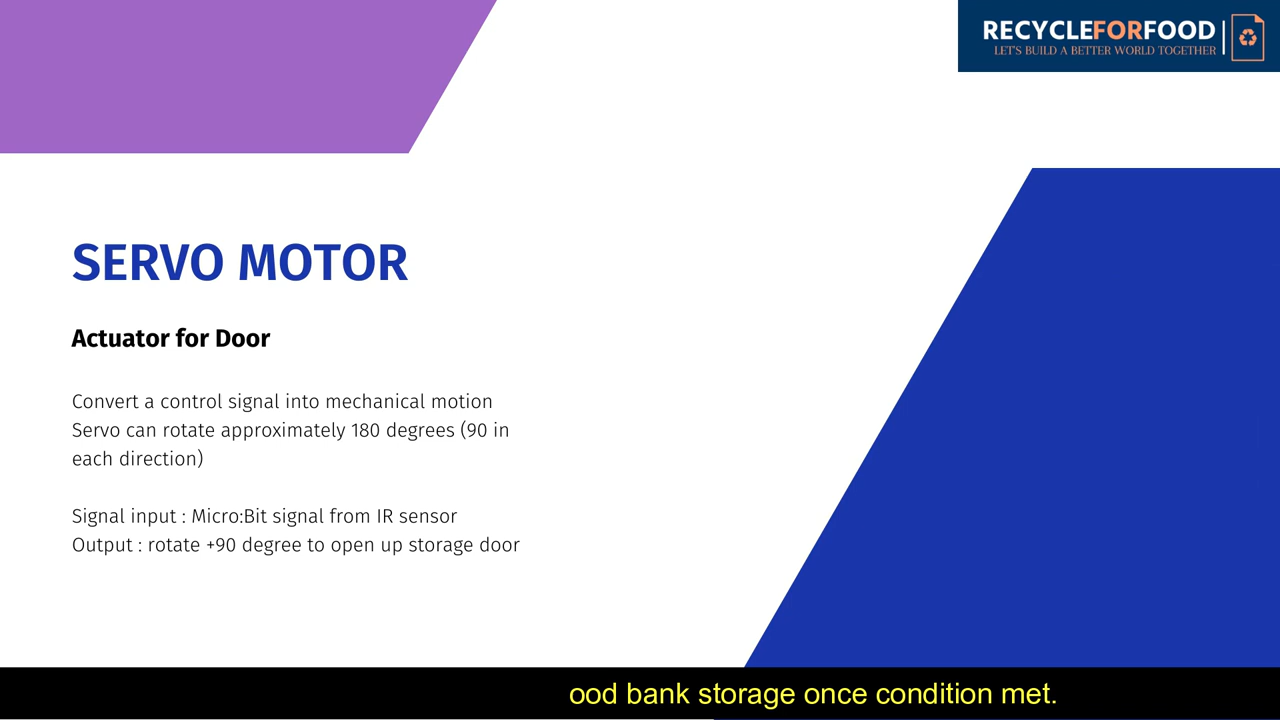 RECYCLEFORFOOD
LET'S BUILD A BETTER WORLD TOGETHER
SERVO MOTOR
Actuator for Door
Convert a control signal into mechanical motion
Servo can rotate approximately 180 degrees (90 in
each direction)
Signal input : Micro:Bit signal from IR sensor
Output : rotate +90 degree to open up storage door
ood bank storage once condition met.